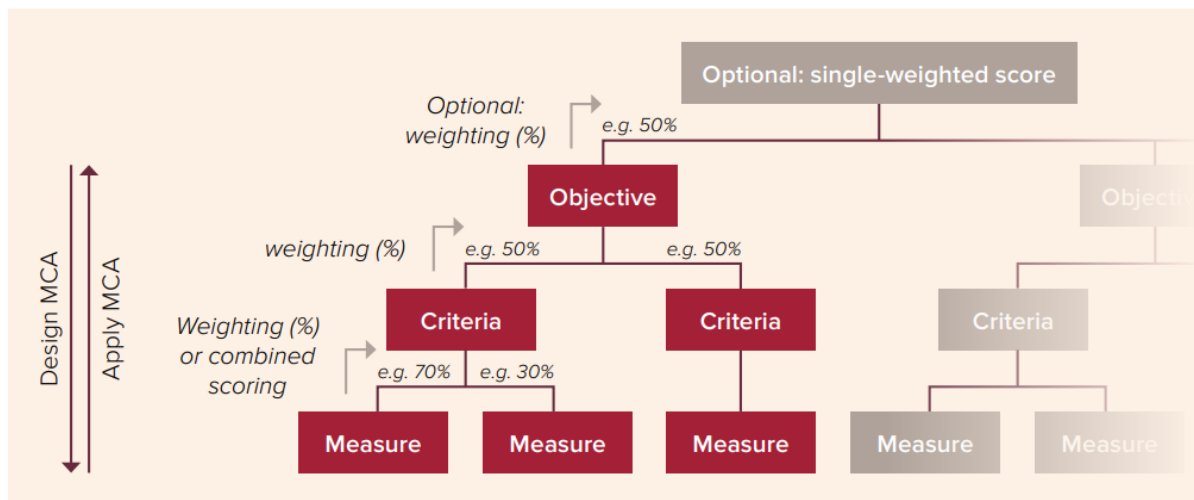 Optional: single-weighted score
Optional:
weighting (%)
e.g. 50%
Objective
weighting (%)
e.g. 50%
e.g. 50%
Design MCA
Apply MCA
Criteria
Criteria
Criteria
Weighting (%)
or combined
scoring
e.g. 70%
e.g. 30%
Measure
Measure
Measure
Measure
Measure